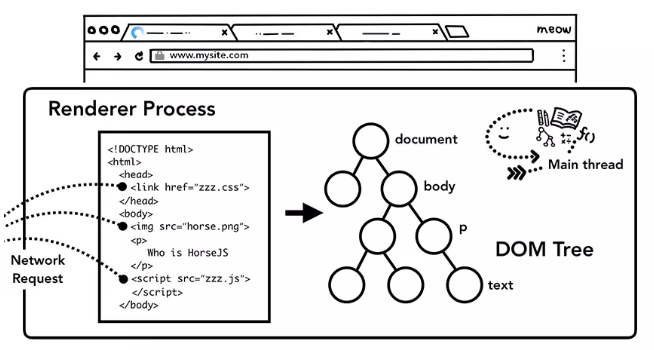 meow
www.mysite.com
Renderer Process
<!DOCTYPE html>
<html>
<head>
<link href="zzz.css">
</head>
<body>
<img src="horse.png">
<p>
Who is HorseJS
</p>
<script src="zzz.js">
</script>
</body>
Network
Request
document
body
p
text
DOM Tree
f()
Main thread